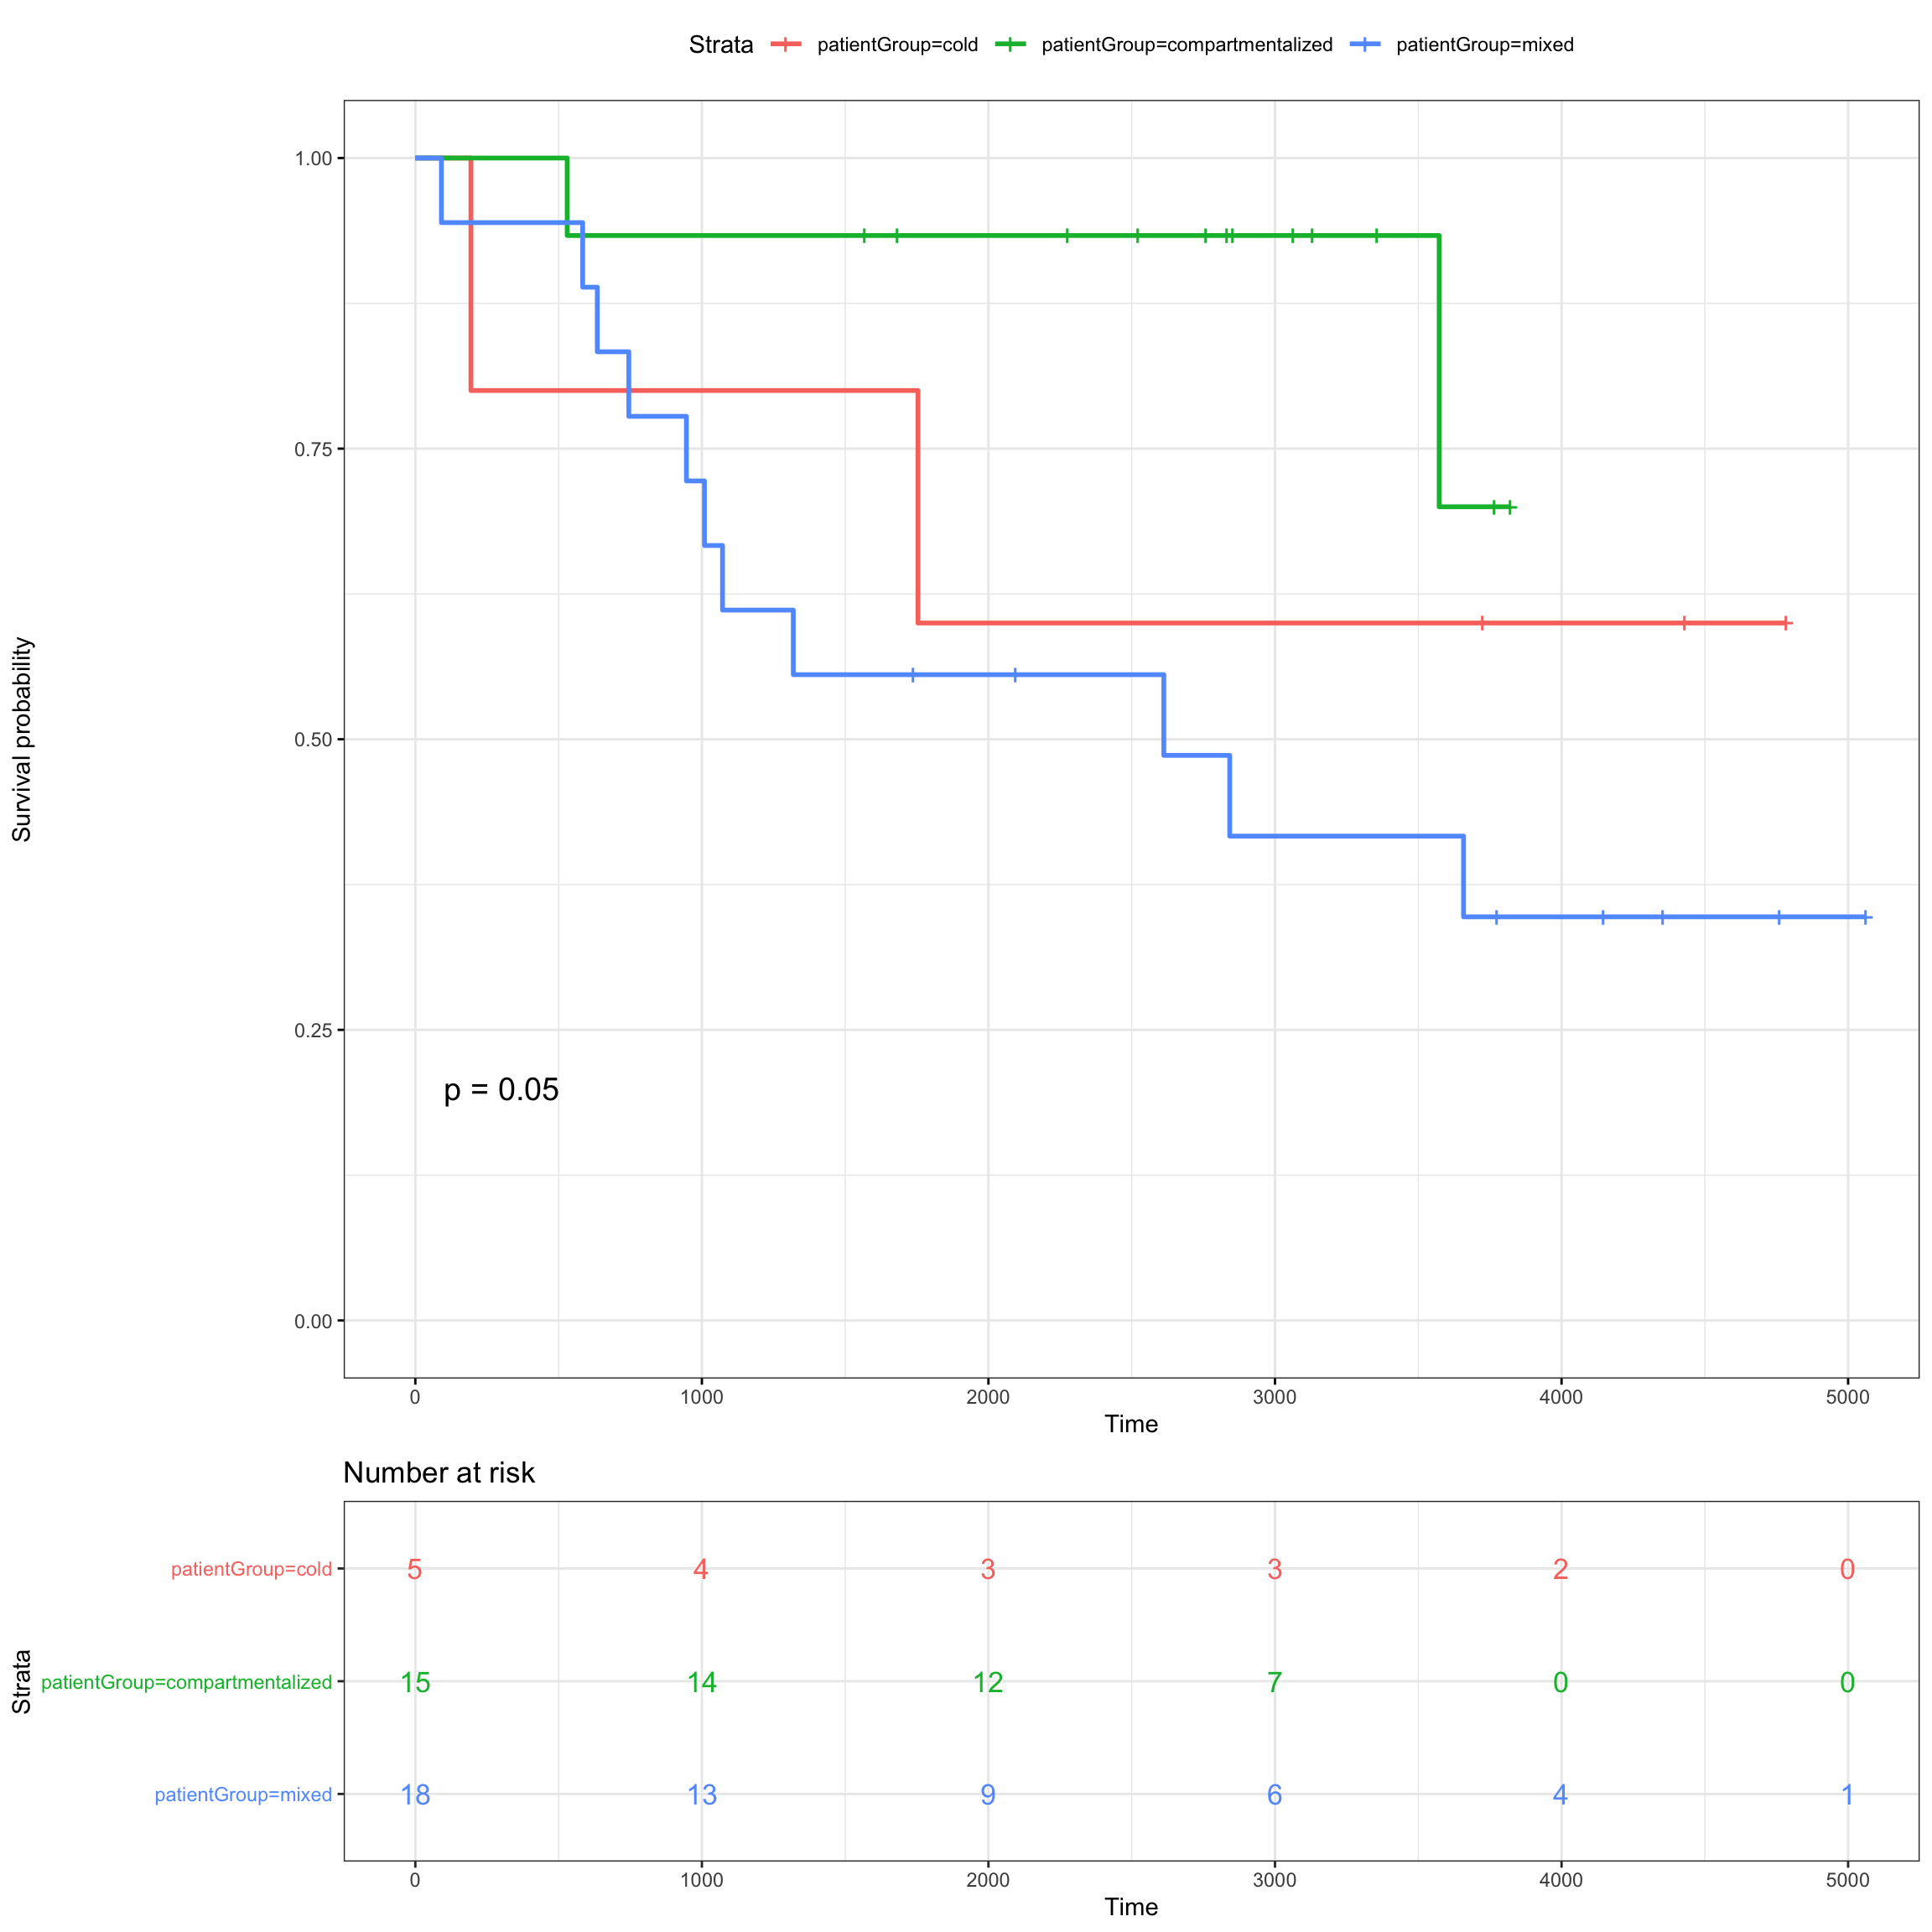 Strata patientGroup=cold patientGroup=compartmentalized patientGroup=mixed
Survival probability
1.00
0.75
0.50
0.25
0.00
p = 0.05
0 1000 2000 3000 4000 5000
Time
Number at risk
Strata
patientGroup=cold 5 4 3 3 2 0
patientGroup=compartmentalized 15 14 12 7 0 0
patientGroup=mixed 18 13 9 6 4 1
0 1000 2000 3000 4000 5000
Time